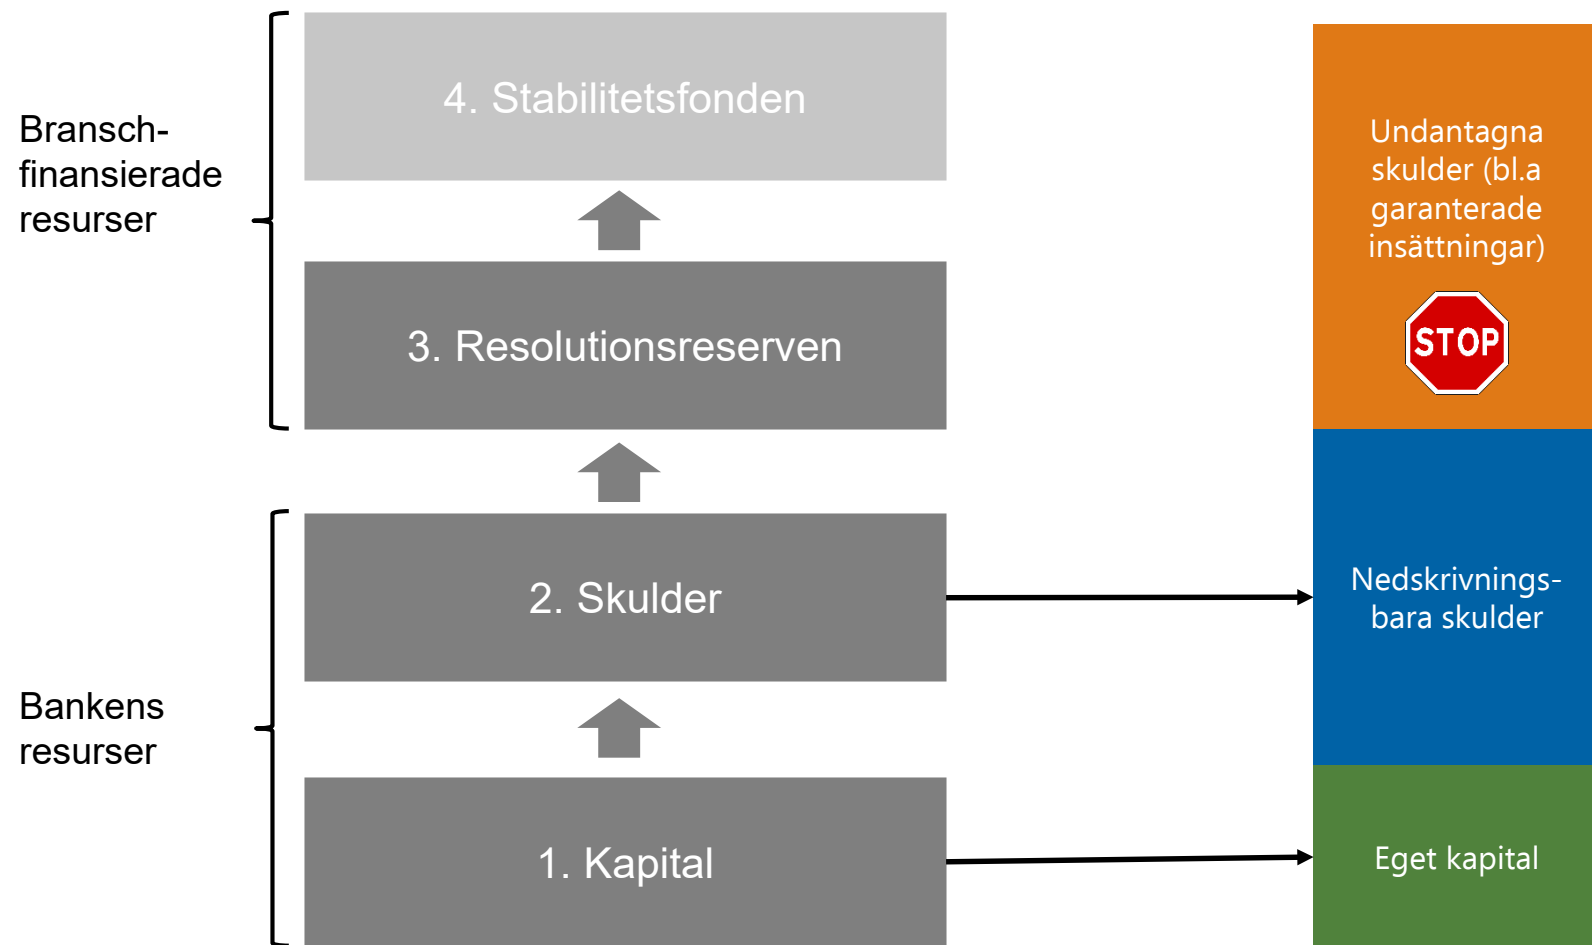 4. Stabilitetsfonden
Bransch-
finansierade
resurser
3. Resolutionsreserven
2. Skulder
Bankens
resurser
1. Kapital
Undantagna
skulder (bl.a
garanterade
insättningar)
STOP
Nedskrivnings-
bara skulder
Eget kapital